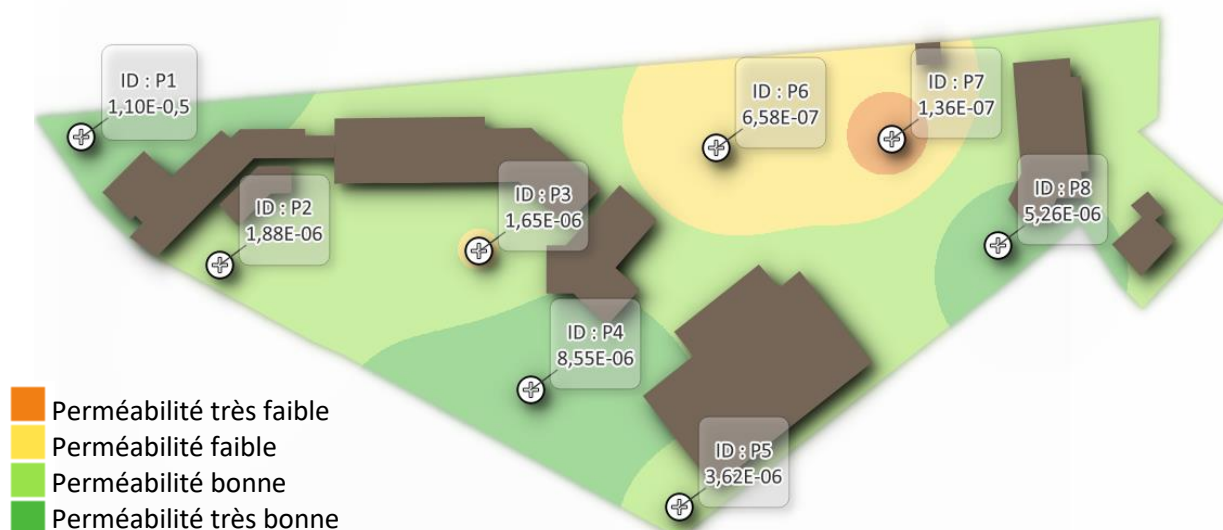 ID : P1
1,10E-0,5
ID : P2
1,88E-06
ID : P3
1,65E-06
ID : P4
8,55E-06
ID : P5
3,62E-06
ID : P6
6,58E-07
ID : P7
1,36E-07
ID : P8
5,26E-06
Perméabilité très faible
Perméabilité faible
Perméabilité bonne
Perméabilité très bonne